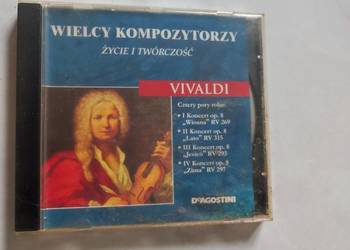 WIELCY KOMPOZYTORZY
ŻYCIE I TWÓRCZOŚĆ
VIVALDI
Cztery pory roku:
• I Koncert op. 8
„Wiosna" RV 269
• II Koncert op. 8
„Lato" RV 315
• III Koncert op. 8
„Jesień" RV 293
• IV Koncert op. 8
„Zima" RV 297
DEAGOSTINI